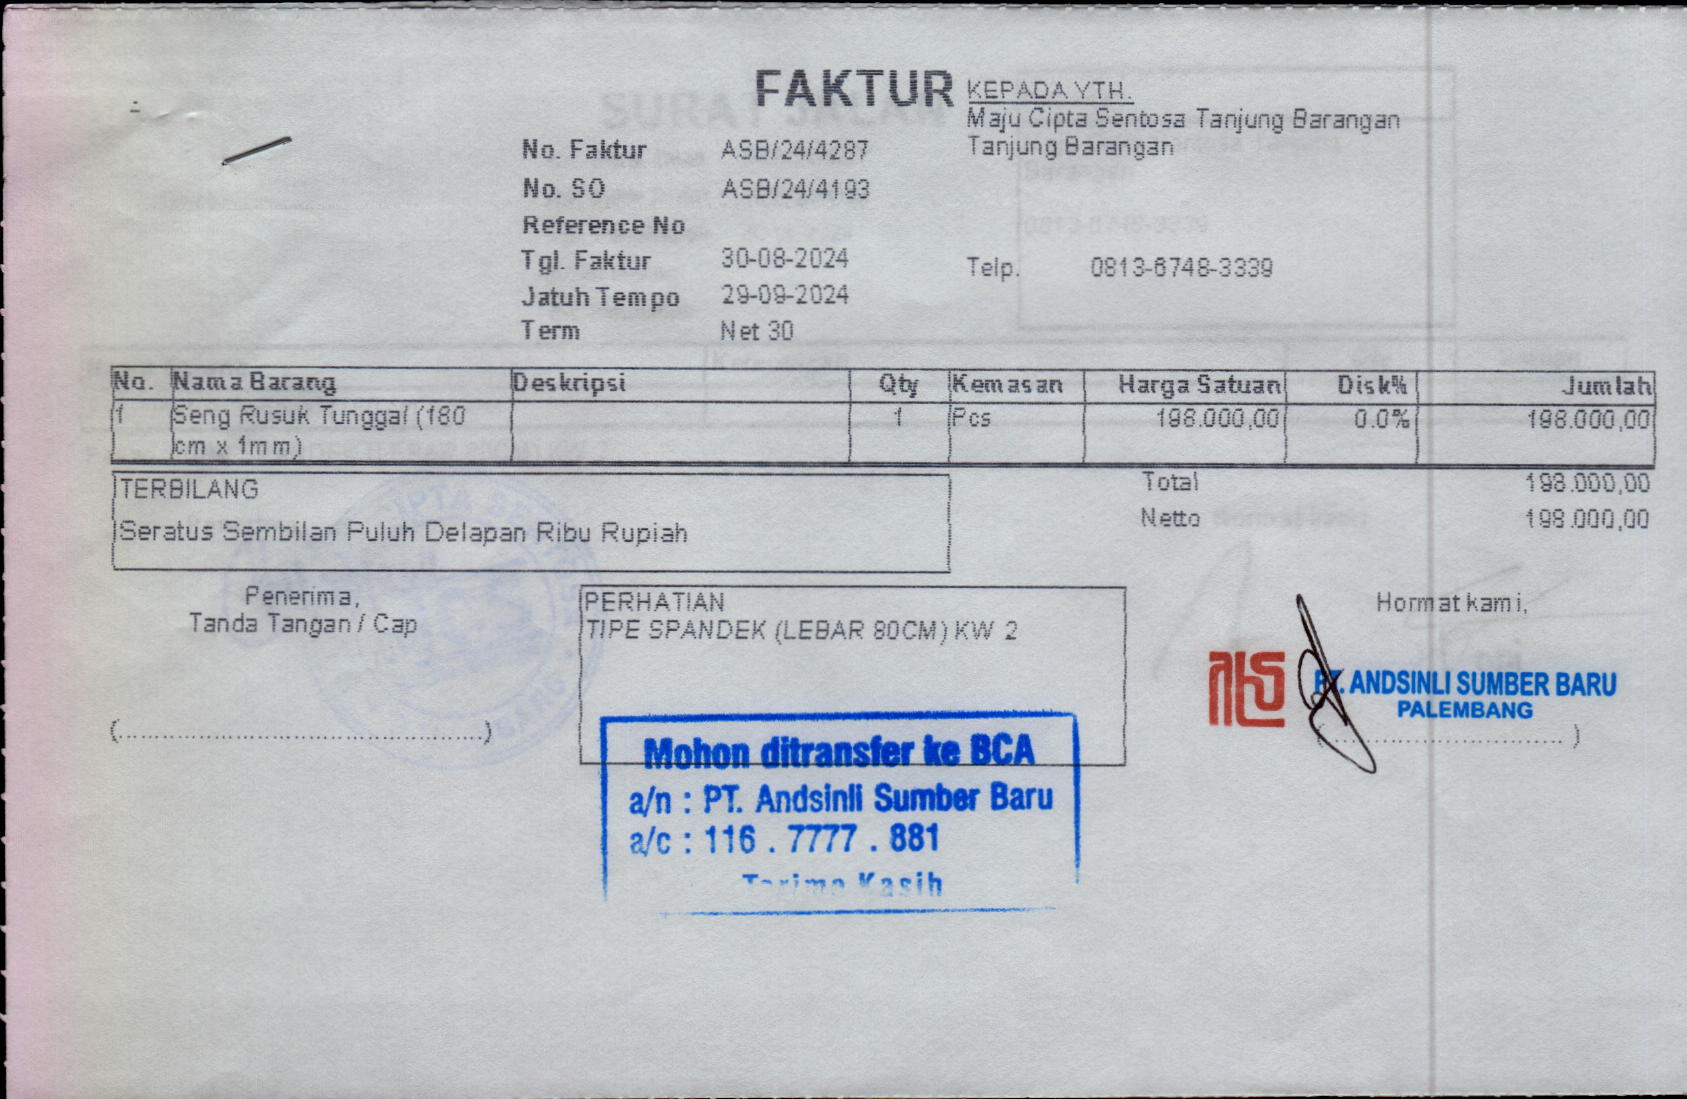 FAKTUR
KEPADA YTH.
Maju Cipta Sentosa Tanjung Barangan
Tanjung Barangan
No. Faktur ASB/24/4287
No. SO ASB/24/4193
Reference No
Tgl. Faktur 30-08-2024
Telp. 0813-6748-3339
Jatuh Tempo 29-09-2024
Term Net 30
No. Nama Barang Deskripsi Qty Kemasan Harga Satuan Disk% Jumlah
1 Seng Rusuk Tunggal (180 1 Pcs 198.000,00 0.0% 198.000,00
cm x 1mm)
TERBILANG
Seratus Sembilan Puluh Delapan Ribu Rupiah
Total 198.000,00
Netto 198.000,00
Penerima,
Tanda Tangan / Cap
(................................................)
PERHATIAN
TIPE SPANDEK (LEBAR 80CM) KW 2
Mohon ditransfer ke BCA
a/n : PT. Andsinli Sumber Baru
a/c : 116 . 7777 . 881
Terima Kasih
Hormat kami,
PT. ANDSINLI SUMBER BARU
PALEMBANG
(................................)